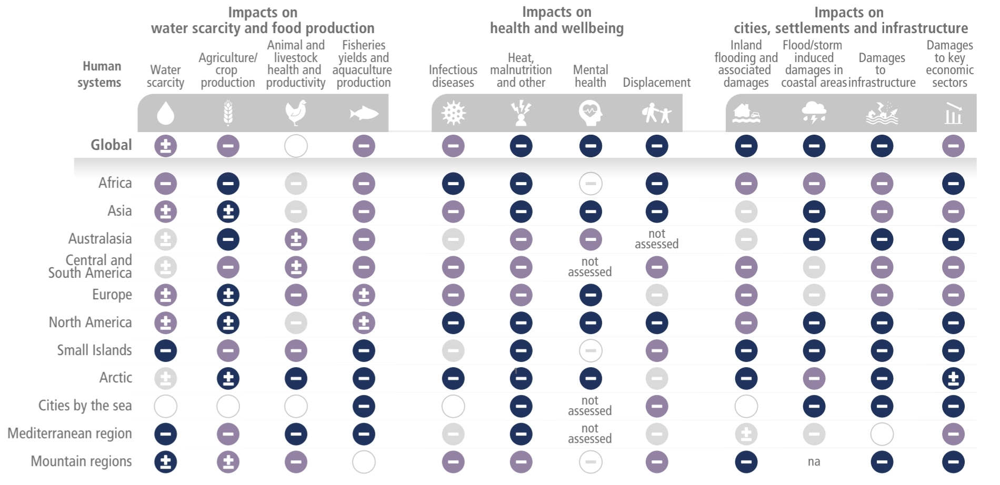 Impacts on
water scarcity and food production
Impacts on
health and wellbeing
Impacts on
cities, settlements and infrastructure
Human
systems
Water
scarcity
Agriculture/
crop
production
Animal and
livestock
health and
productivity
Fisheries
yields and
aquaculture
production
Infectious
diseases
Heat,
malnutrition
and other
Mental
health
Displacement
Inland
flooding and
associated
damages
Flood/storm
induced
damages in
coastal areas
Damages
to
infrastructure
Damages
to key
economic
sectors
Global
± − − − − − − − − − −
Africa
− − − − − − − − − − − −
Asia
± ± − − − − − − − − − −
Australasia
± − ± − − − − not
assessed
− − − −
Central and
South America
± − ± − − − not
assessed
− − − − −
Europe
± ± − ± − − − − − − − −
North America
± ± − ± − − − − − − − −
Small Islands
− − − − − − − − − − − −
Arctic
± ± − − − − − − − − − ±
Cities by the sea
− − not
assessed
− − − −
Mediterranean region
− − − − − − not
assessed
− ± − −
Mountain regions
± ± − − − − − − na − −